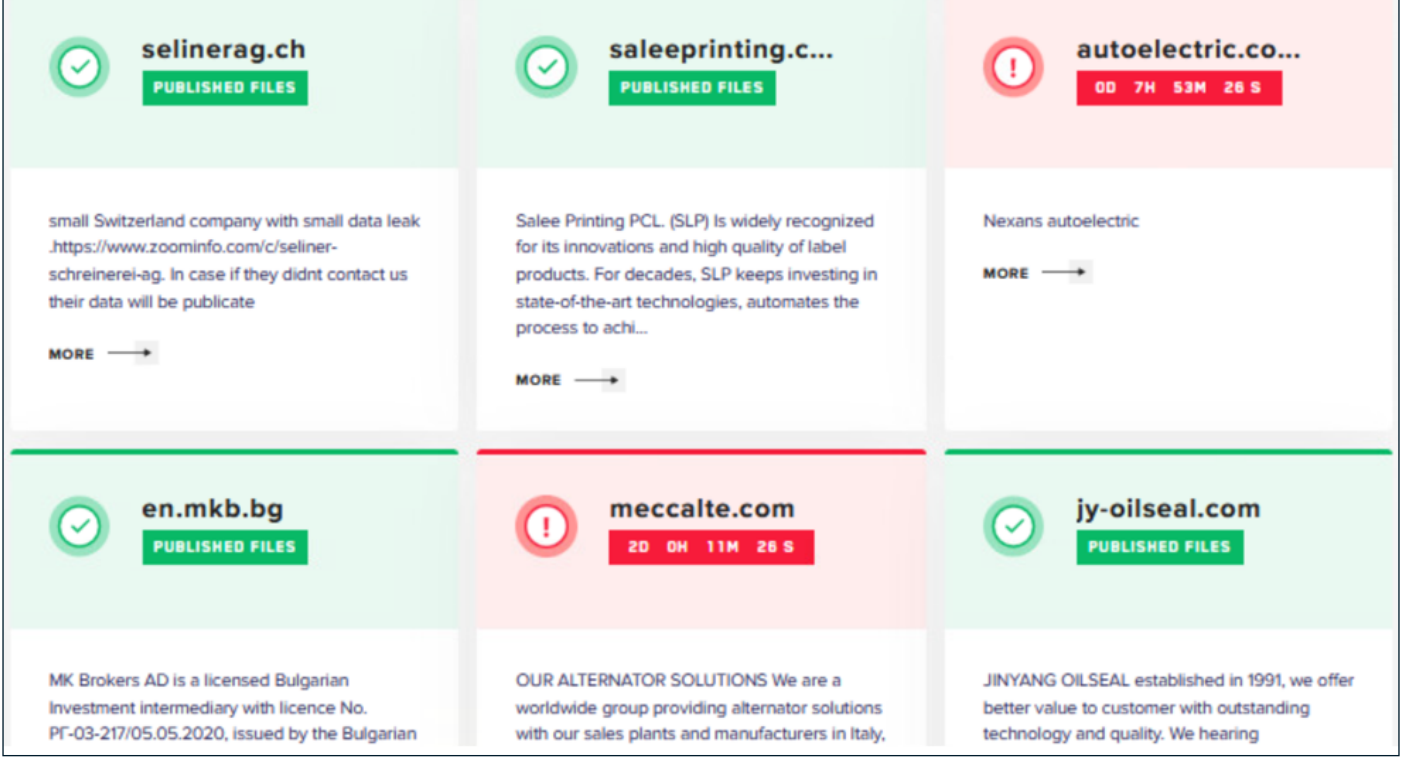 selinerag.ch
PUBLISHED FILES
small Switzerland company with small data leak
.https://www.zoominfo.com/c/seliner-
schreinerei-ag. In case if they didnt contact us
their data will be publicate
MORE
saleeprinting.c...
PUBLISHED FILES
Salee Printing PCL. (SLP) Is widely recognized
for its innovations and high quality of label
products. For decades, SLP keeps investing in
state-of-the-art technologies, automates the
process to achi...
MORE
autoelectric.co...
0D 7H 53M 26 S
Nexans autoelectric
MORE
en.mkb.bg
PUBLISHED FILES
MK Brokers AD is a licensed Bulgarian
Investment intermediary with licence No.
РГ-03-217/05.05.2020, issued by the Bulgarian
meccalte.com
2D 0H 11M 26 S
OUR ALTERNATOR SOLUTIONS We are a
worldwide group providing alternator solutions
with our sales plants and manufacturers in Italy,
jy-oilseal.com
PUBLISHED FILES
JINYANG OILSEAL established in 1991, we offer
better value to customer with outstanding
technology and quality. We hearing